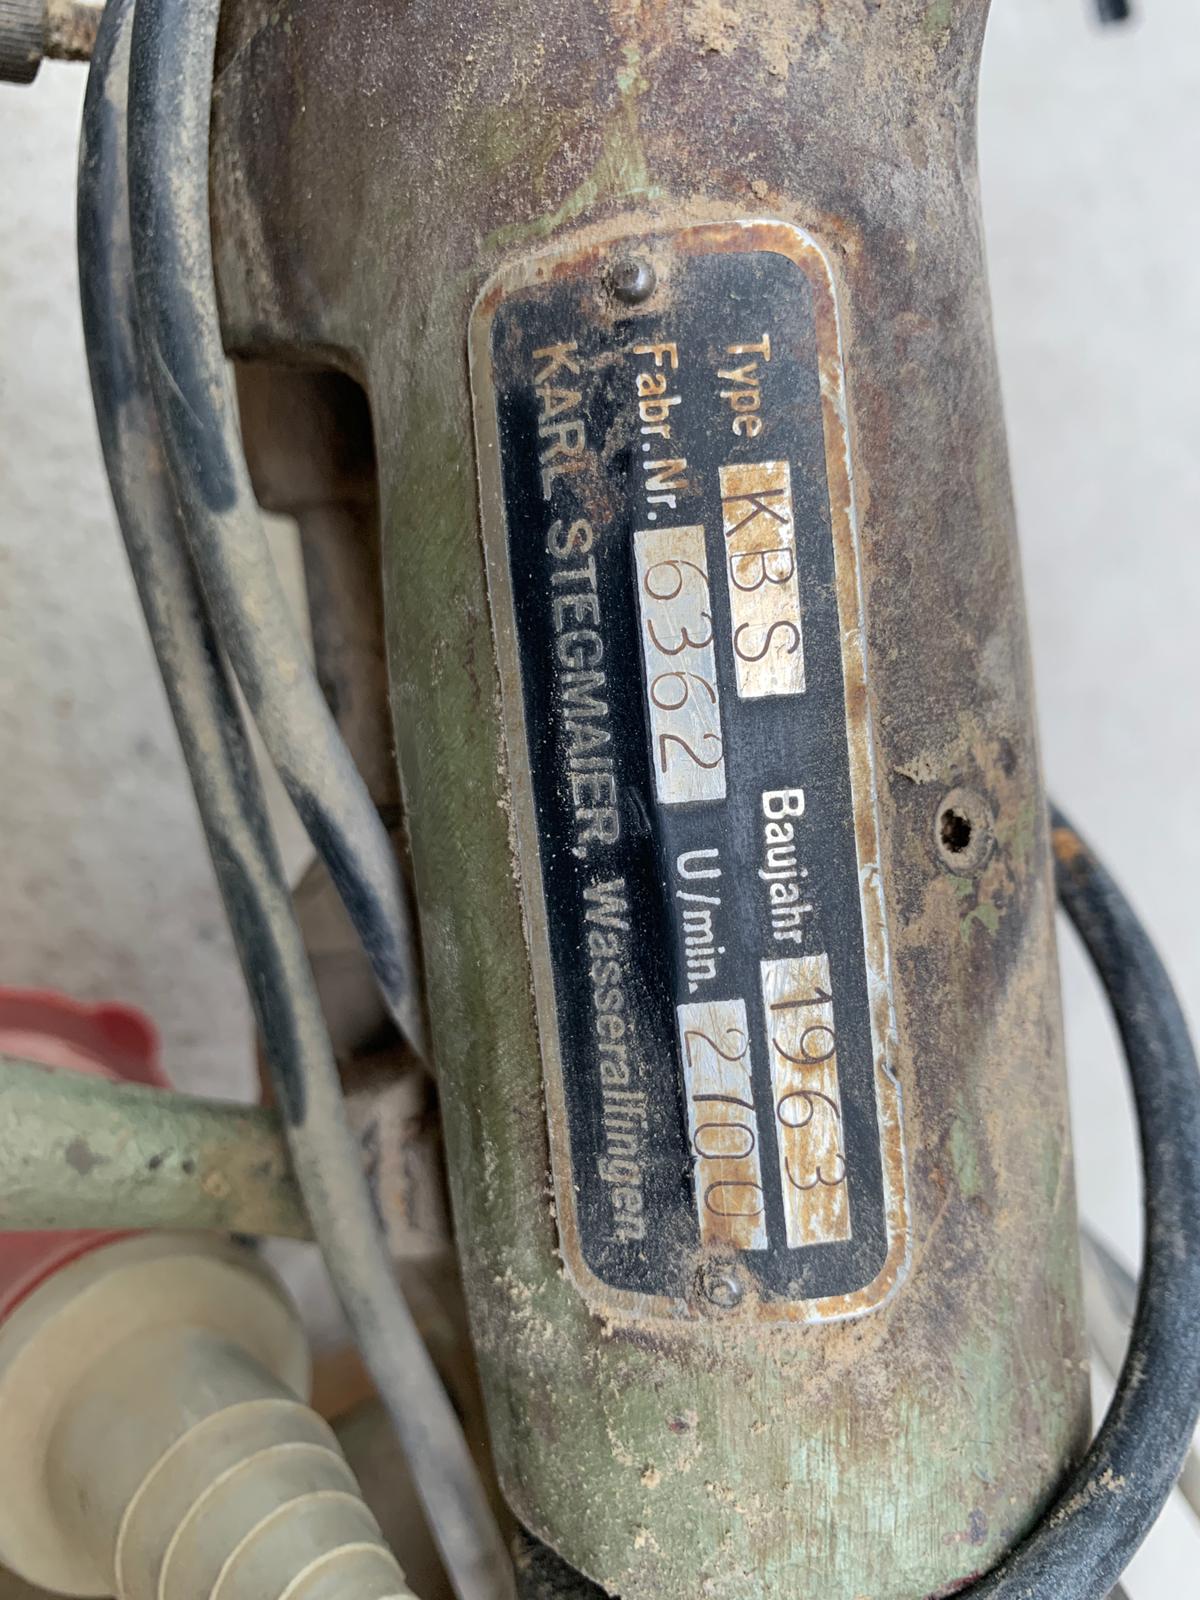 Type KBS Baujahr 1963
Fabr.Nr. 6362 U/min. 2700
KARL STEGMAIER, Wasseralfingen